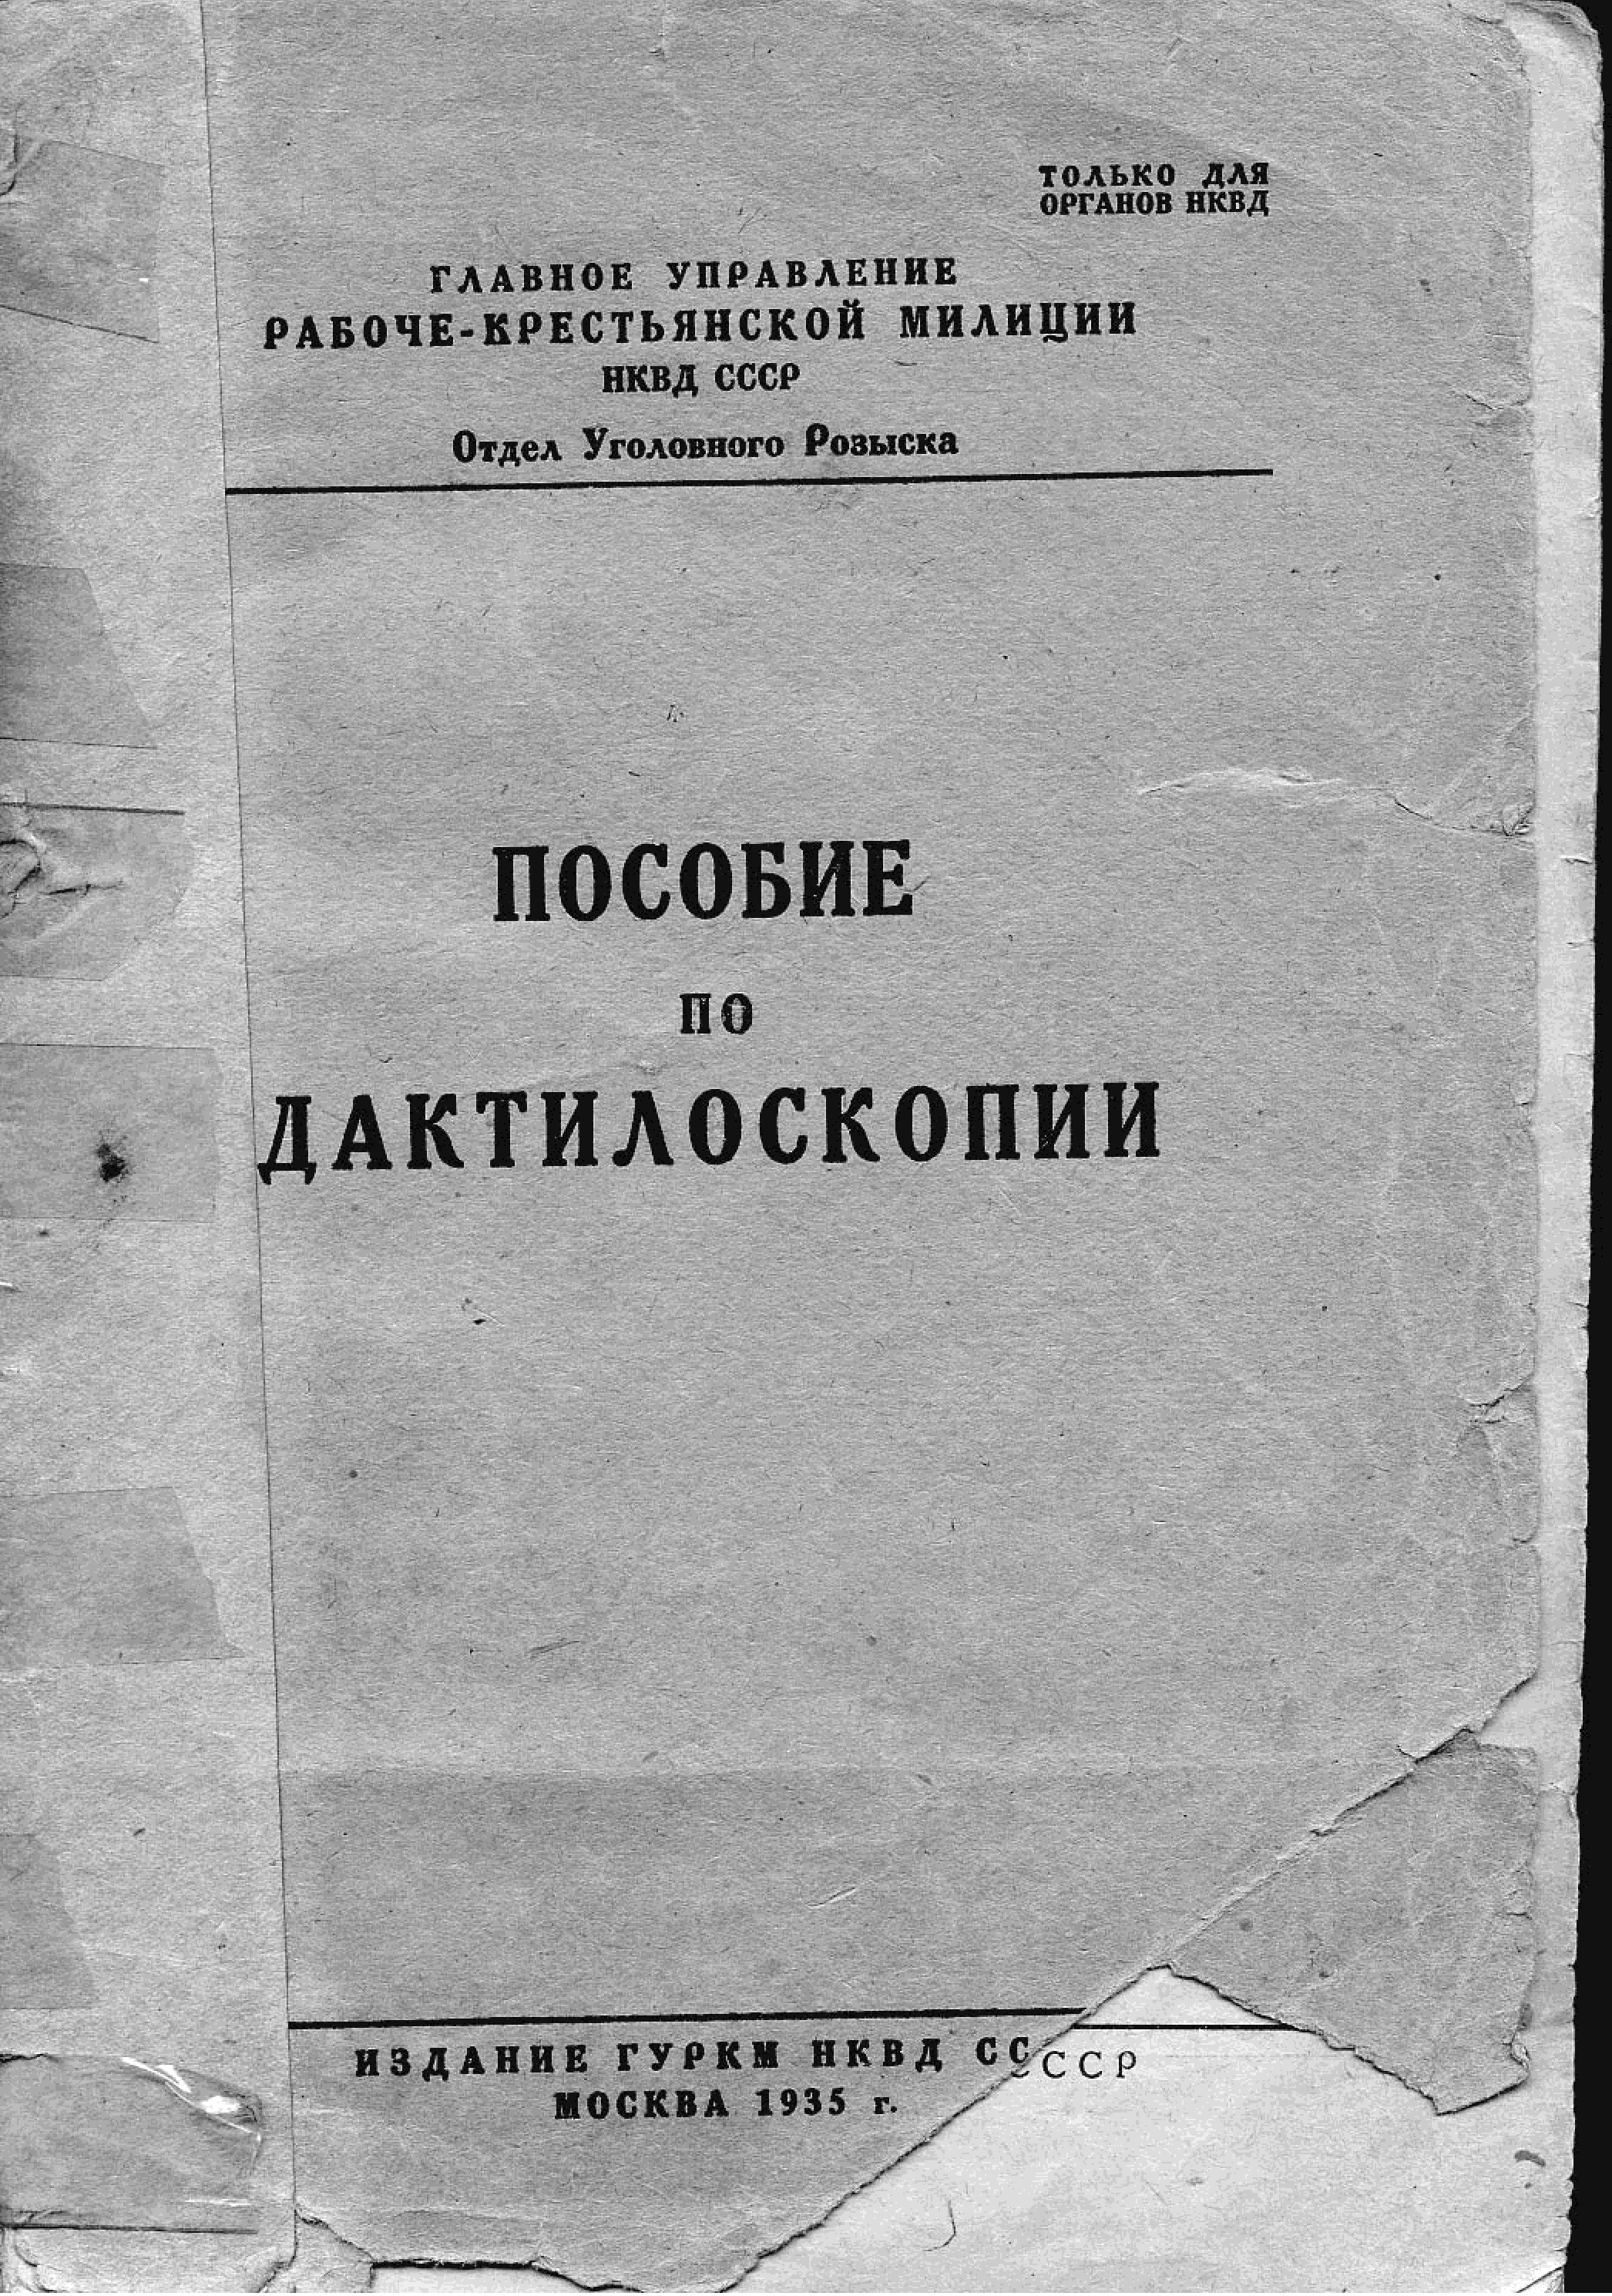 ТОЛЬКО ДЛЯ
ОРГАНОВ НКВД
ГЛАВНОЕ УПРАВЛЕНИЕ
РАБОЧЕ-КРЕСТЬЯНСКОЙ МИЛИЦИИ
НКВД СССР
Отдел Уголовного Розыска
ПОСОБИЕ
ПО
ДАКТИЛОСКОПИИ
ИЗДАНИЕ ГУРКМ НКВД СССССР
МОСКВА 1935 г.